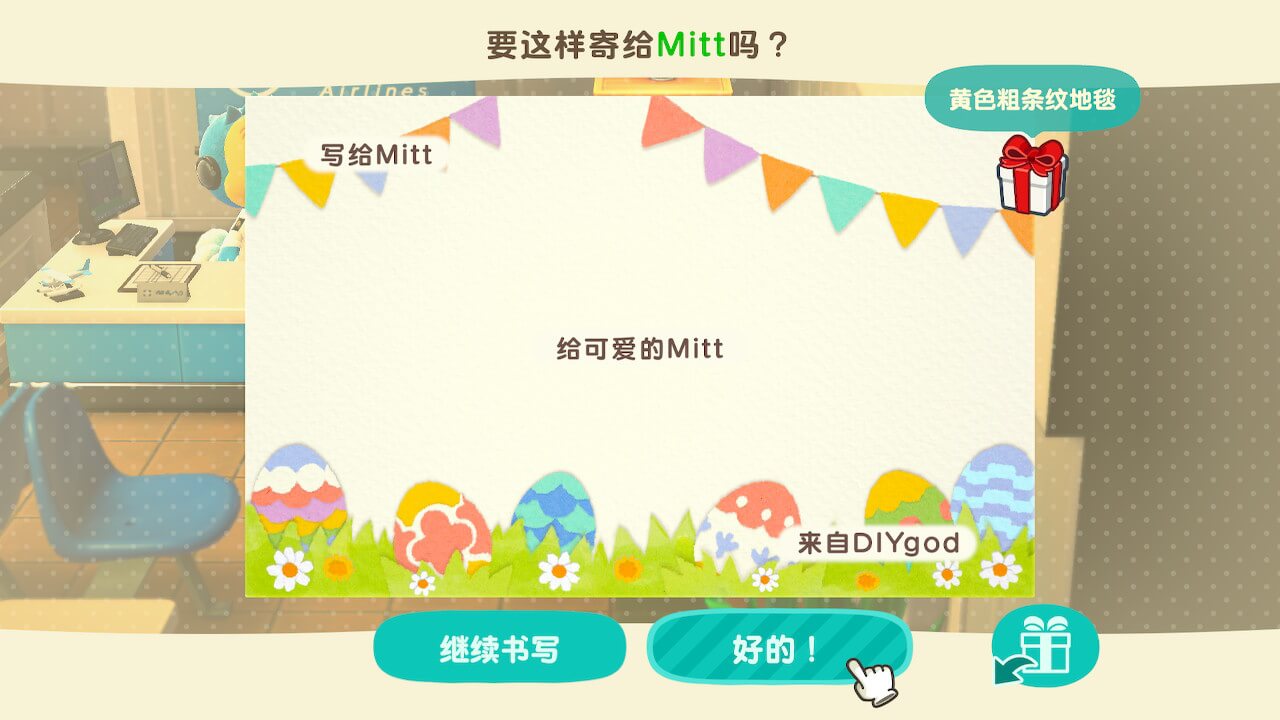 要这样寄给Mitt吗？
Airlines
黄色粗条纹地毯
写给Mitt
给可爱的Mitt
来自DIYgod
继续书写
好的！